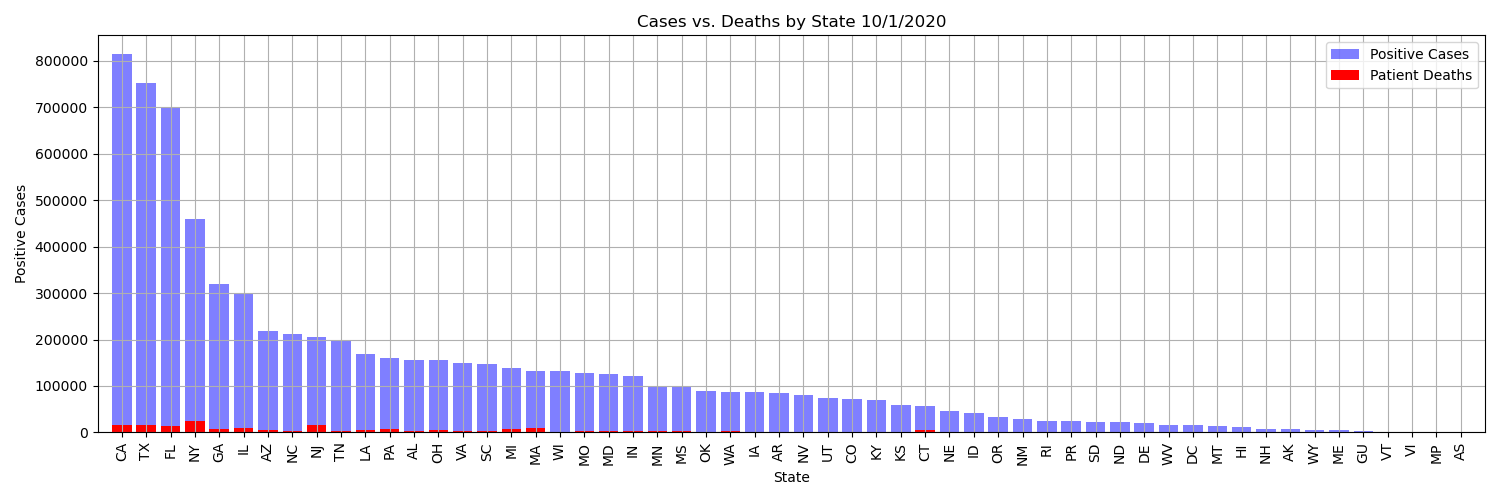 Cases vs. Deaths by State 10/1/2020
Positive Cases
Patient Deaths
Positive Cases
800000
700000
600000
500000
400000
300000
200000
100000
0
CA TX FL NY GA IL AZ NC NJ TN LA PA AL OH VA SC MI MA WI MO MD IN MN MS OK WA IA AR NV UT CO KY KS CT NE ID OR NM RI PR SD ND DE WV DC MT HI NH AK WY ME GU VT VI MP AS
State